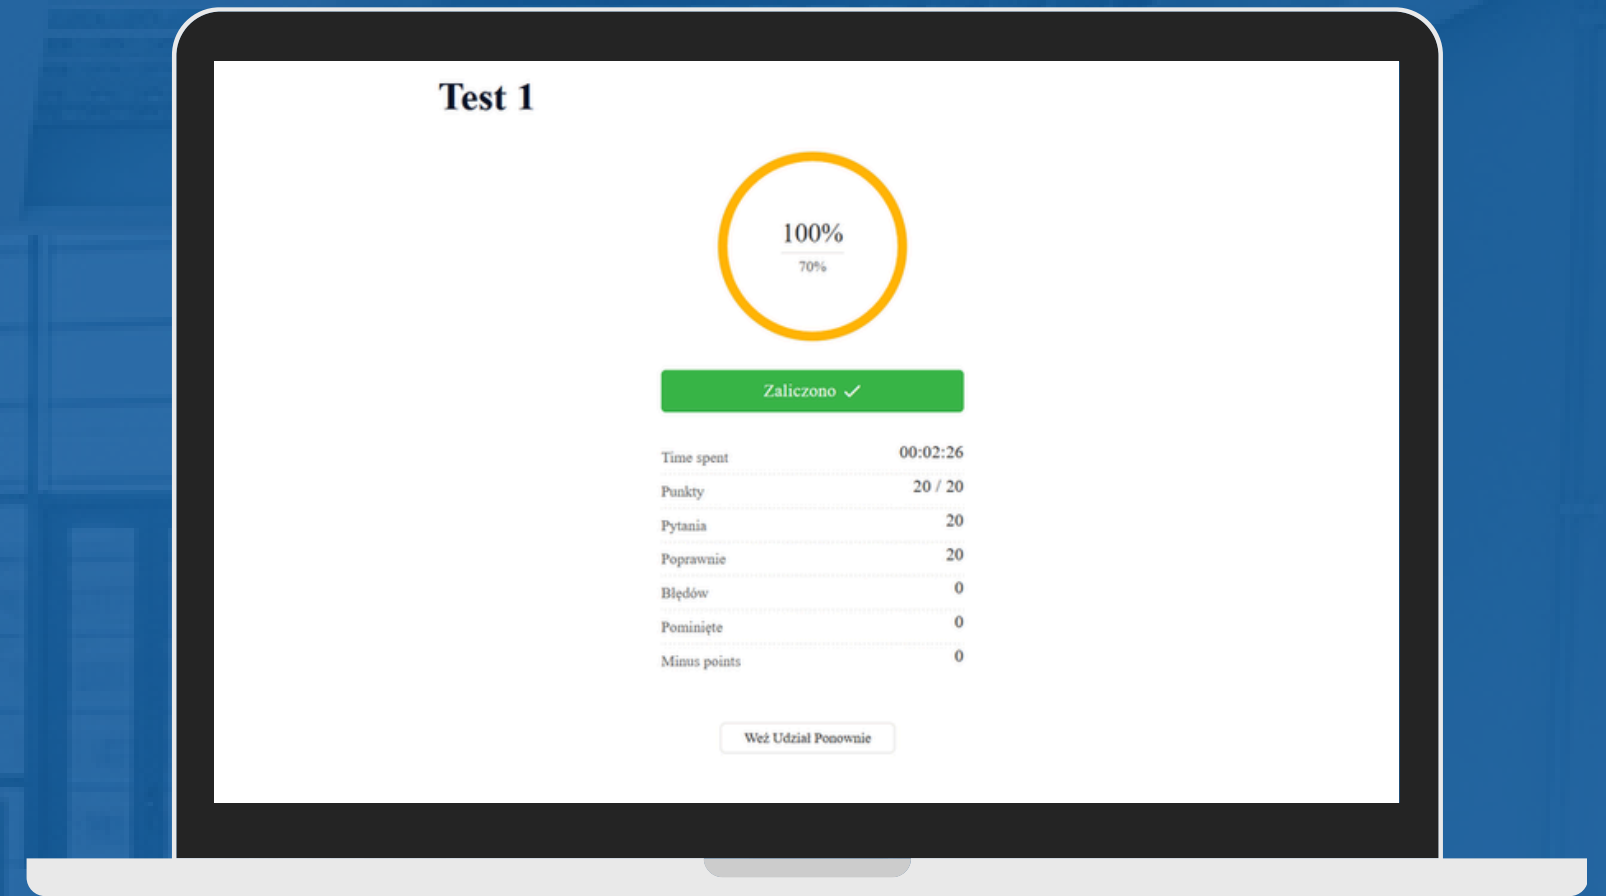 Test 1
100%
70%
Zaliczono
Time spent 00:02:26
Punkty 20 / 20
Pytania 20
Poprawnie 20
Błędów 0
Pominięte 0
Minus points 0
Weź Udział Ponownie